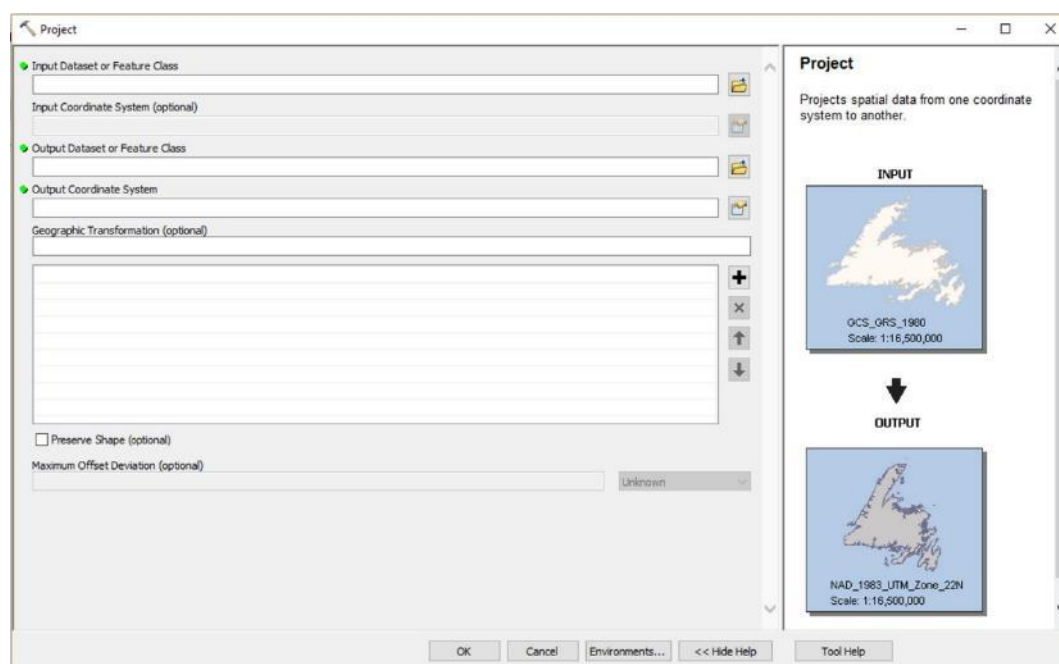 Project
Input Dataset or Feature Class
Input Coordinate System (optional)
Output Dataset or Feature Class
Output Coordinate System
Geographic Transformation (optional)
Preserve Shape (optional)
Maximum Offset Deviation (optional)
Unknown
Project
Projects spatial data from one coordinate
system to another.
INPUT
GCS_GRS_1980
Scale: 1:16,500,000
OUTPUT
NAD_1983_UTM_Zone_22N
Scale: 1:16,500,000
OK
Cancel
Environments...
<< Hide Help
Tool Help